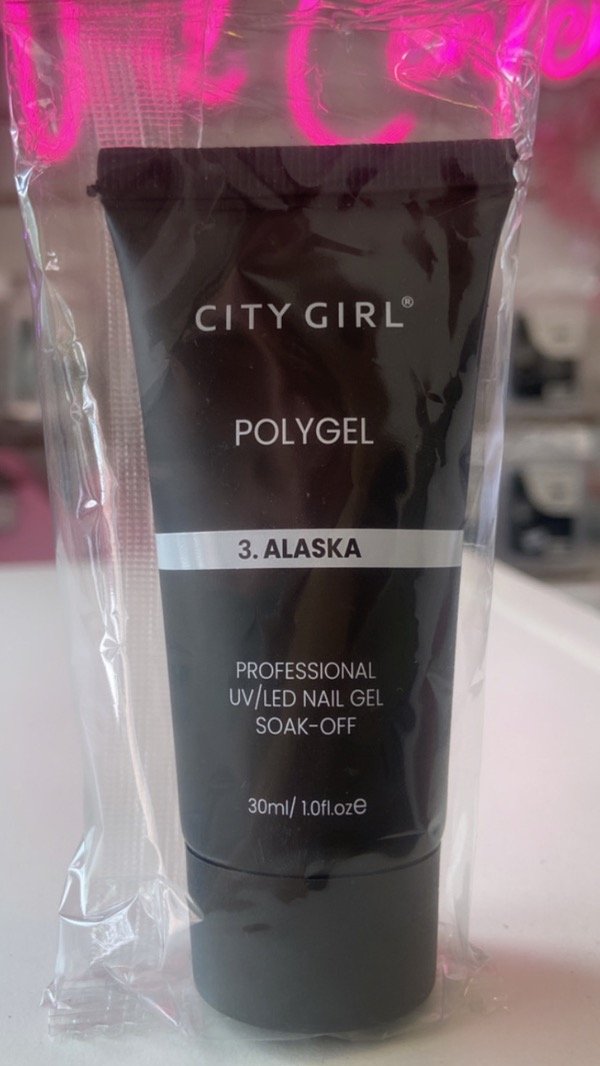 CITY GIRL®
POLYGEL
3. ALASKA
PROFESSIONAL
UV/LED NAIL GEL
SOAK-OFF
30ml/ 1.0fl.oz℮